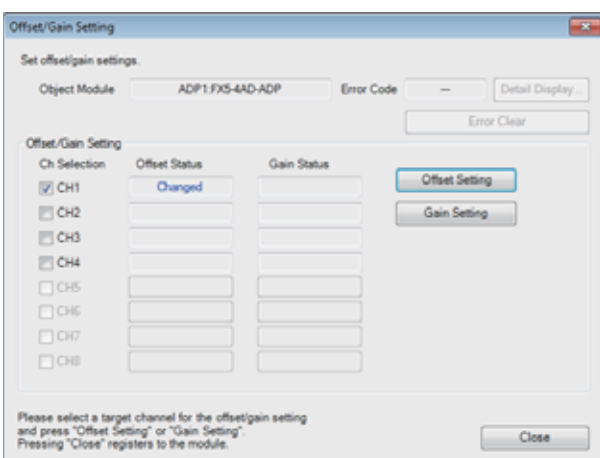 Offset/Gain Setting
Set offset/gain settings.
Object Module ADP1:FX5-4AD-ADP Error Code --- Detail Display...
Error Clear
Offset/Gain Setting
Ch Selection Offset Status Gain Status
CH1 Changed Offset Setting
CH2 Gain Setting
CH3
CH4
CH5
CH6
CH7
CH8
Please select a target channel for the offset/gain setting
and press "Offset Setting" or "Gain Setting".
Pressing "Close" registers to the module.
Close